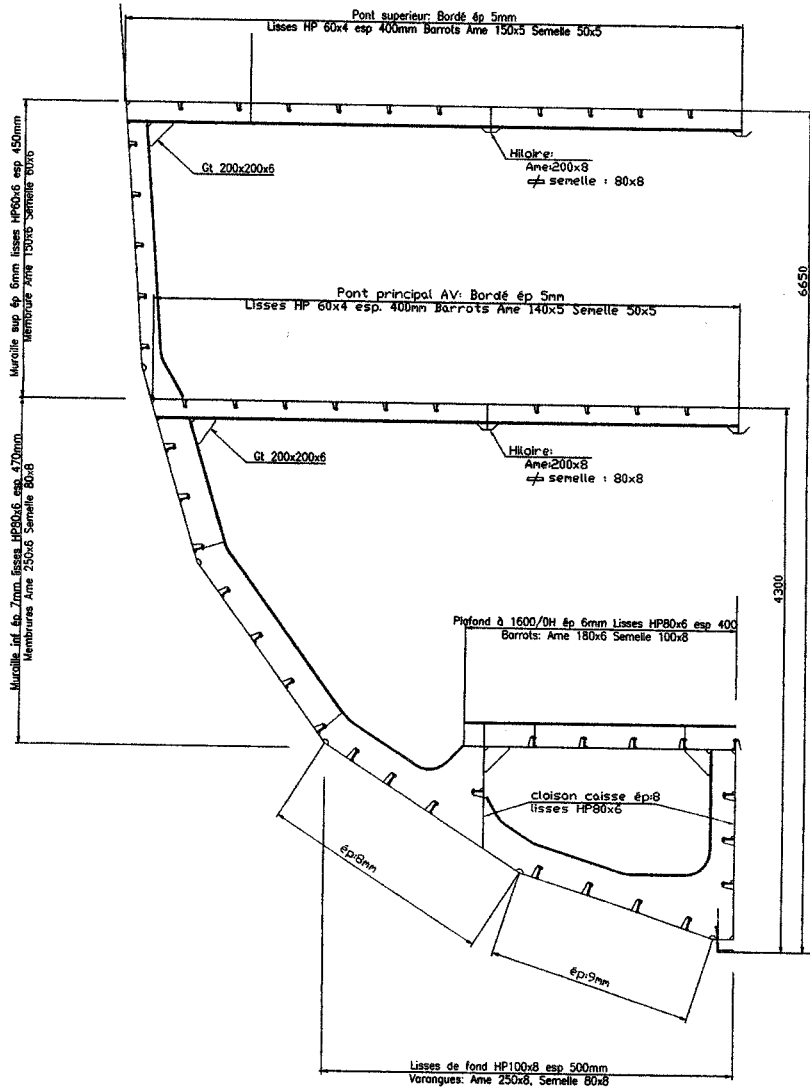 Pont superieur: Bordé ép 5mm
Lisses HP 60x4 esp 400mm Barrots Ame 150x5 Semelle 50x5
Gt 200x200x6
Hiloire:
Ame:200x8
semelle : 80x8
Muraille sup ép 6mm lisses HP60x6 esp 450mm
Membrure Ame 150x6 Semelle 60x6
6650
Pont principal AV: Bordé ép 5mm
Lisses HP 60x4 esp. 400mm Barrots Ame 140x5 Semelle 50x5
Gt 200x200x6
Hiloire:
Ame:200x8
semelle : 80x8
Muraille inf ép 7mm lisses HP80x6 esp 470mm
Membrures Ame 250x6 Semelle 80x8
4300
Plafond à 1600/0H ép 6mm Lisses HP80x6 esp 400
Barrots: Ame 180x6 Semelle 100x8
cloison caisse ép:8
lisses HP80x6
ép:8mm
ép:9mm
Lisses de fond HP100x8 esp 500mm
Varangues: Ame 250x8, Semelle 80x8